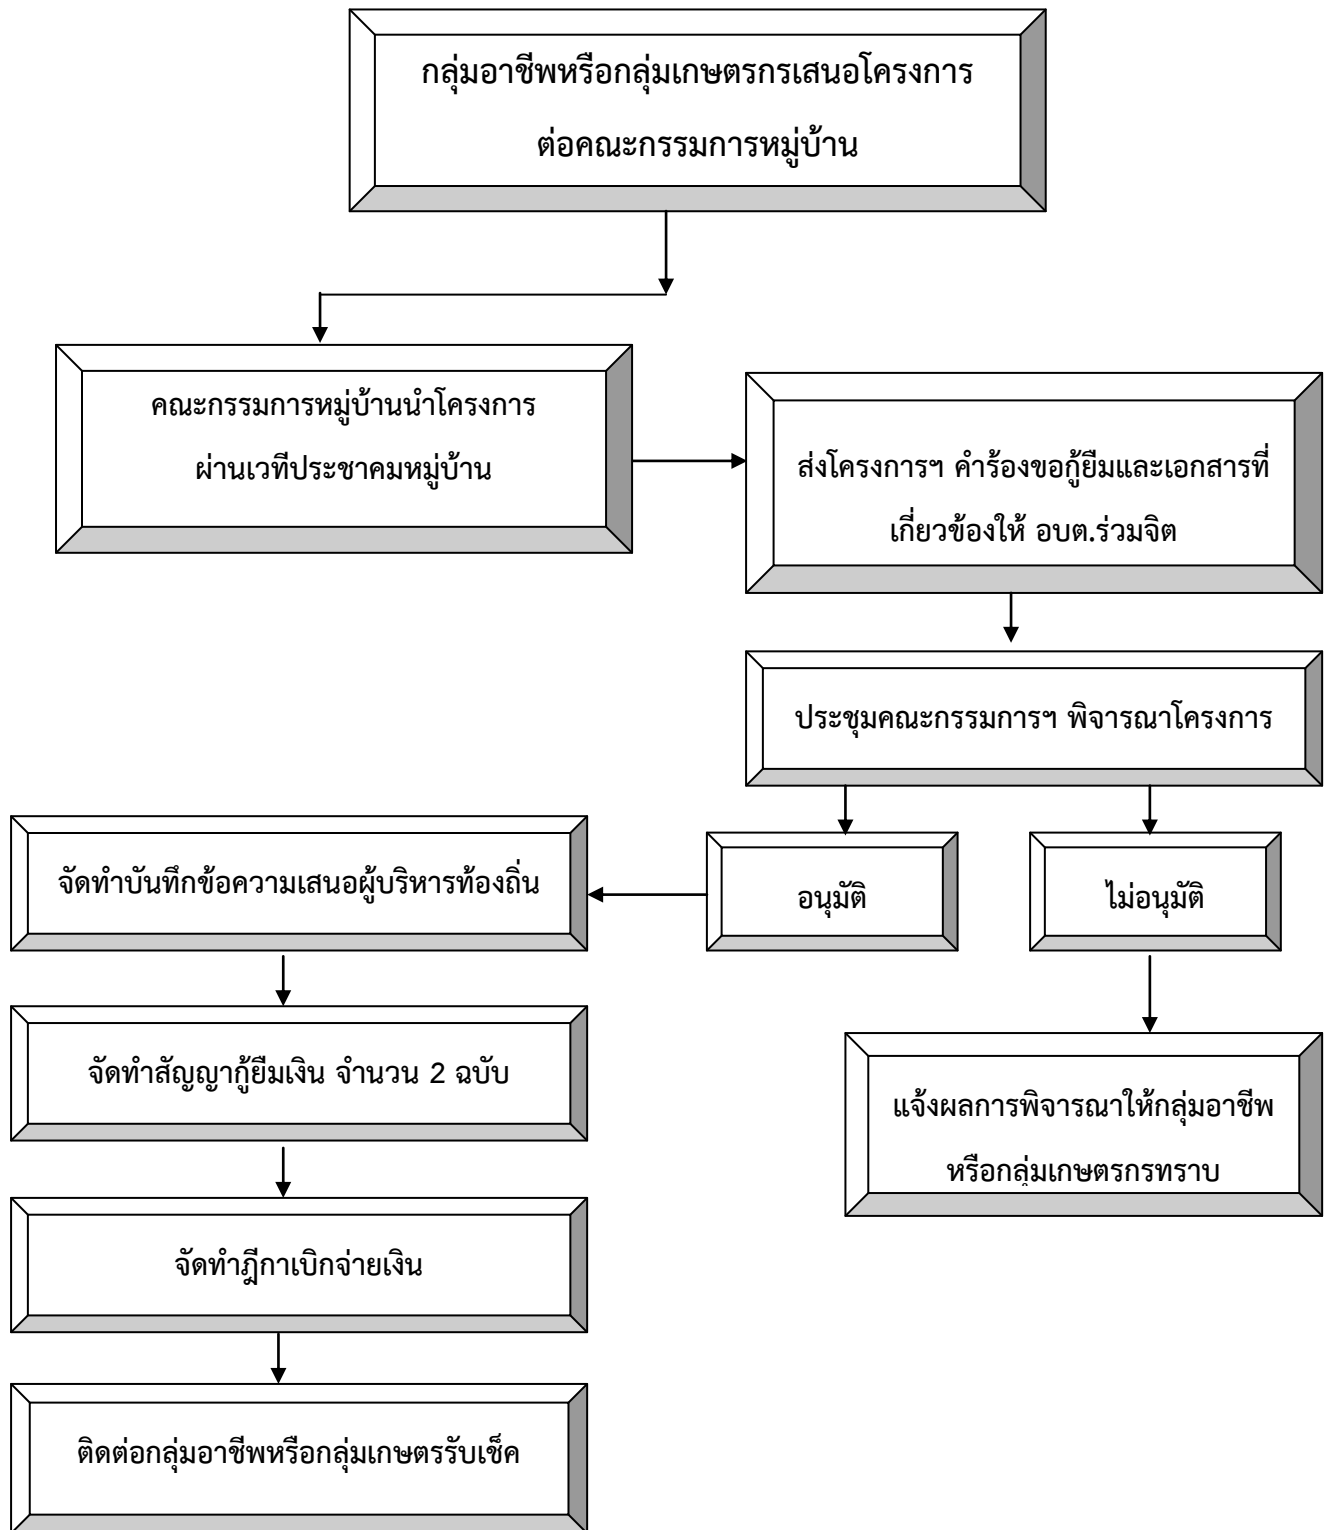 กลุ่มอาชีพหรือกลุ่มเกษตรกรเสนอโครงการ
ต่อคณะกรรมการหมู่บ้าน
คณะกรรมการหมู่บ้านนำโครงการ
ผ่านเวทีประชาคมหมู่บ้าน
ส่งโครงการฯ คำร้องขอกู้ยืมและเอกสารที่
เกี่ยวข้องให้ อบต.ร่วมจิต
ประชุมคณะกรรมการฯ พิจารณาโครงการ
อนุมัติ
ไม่อนุมัติ
จัดทำบันทึกข้อความเสนอผู้บริหารท้องถิ่น
จัดทำสัญญากู้ยืมเงิน จำนวน 2 ฉบับ
แจ้งผลการพิจารณาให้กลุ่มอาชีพ
หรือกลุ่มเกษตรกรทราบ
จัดทำฎีกาเบิกจ่ายเงิน
ติดต่อกลุ่มอาชีพหรือกลุ่มเกษตรรับเช็ค